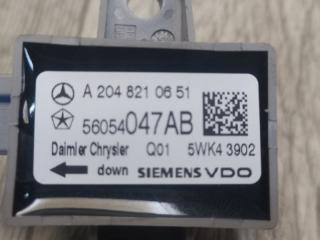 A 204 821 06 51
56054047AB
Daimler Chrysler Q01 5WK4 3902
down SIEMENS VDO